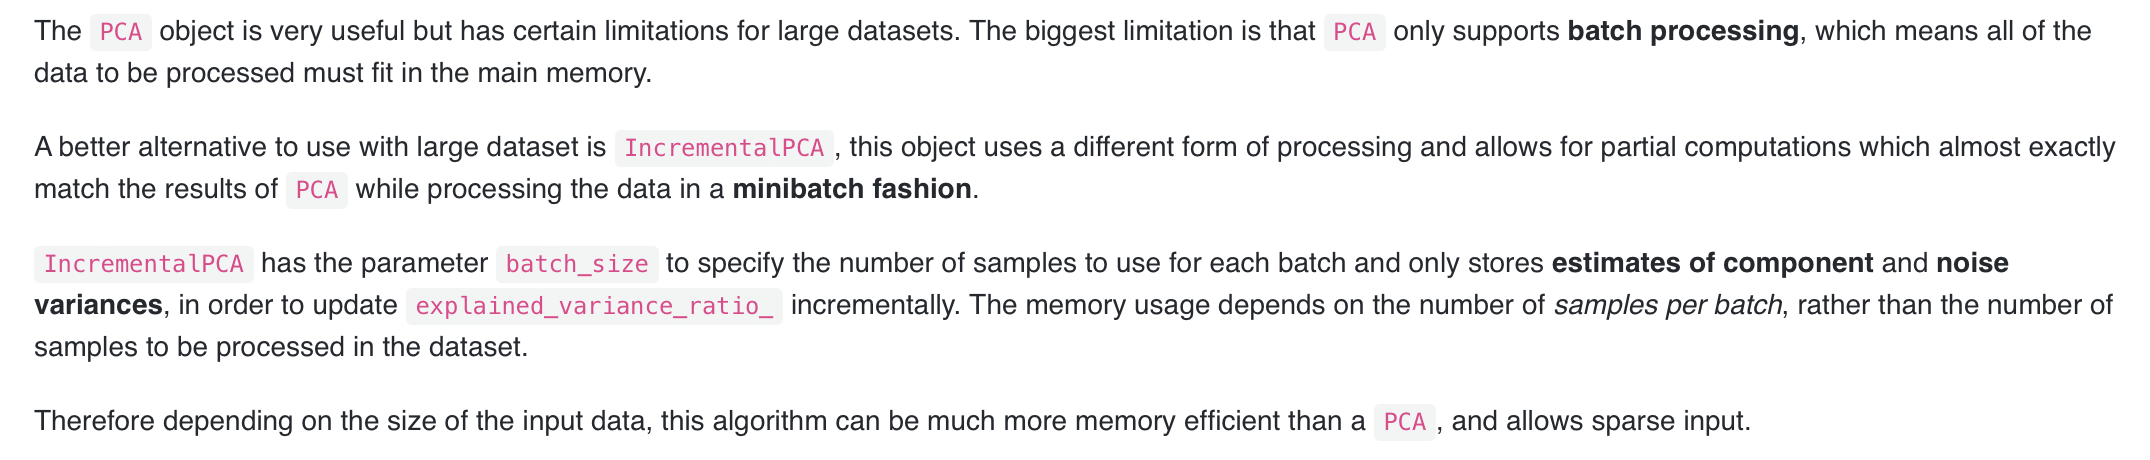 The PCA object is very useful but has certain limitations for large datasets. The biggest limitation is that PCA only supports batch processing, which means all of the
data to be processed must fit in the main memory.
A better alternative to use with large dataset is IncrementalPCA , this object uses a different form of processing and allows for partial computations which almost exactly
match the results of PCA while processing the data in a minibatch fashion.
IncrementalPCA has the parameter batch_size to specify the number of samples to use for each batch and only stores estimates of component and noise
variances, in order to update explained_variance_ratio_ incrementally. The memory usage depends on the number of samples per batch, rather than the number of
samples to be processed in the dataset.
Therefore depending on the size of the input data, this algorithm can be much more memory efficient than a PCA , and allows sparse input.